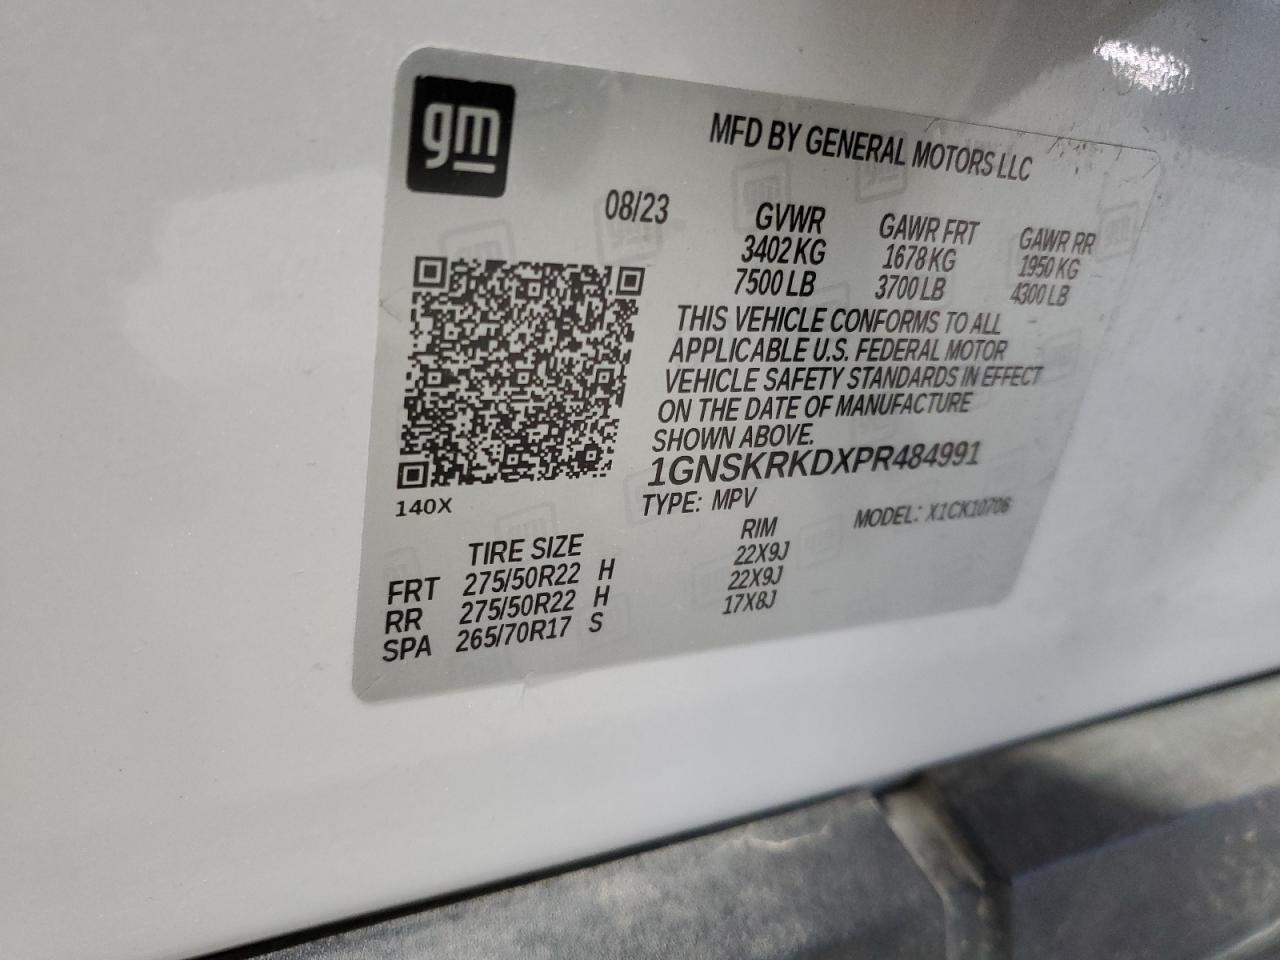 gm
MFD BY GENERAL MOTORS LLC
08/23
GVWR GAWR FRT GAWR RR
3402 KG 1678 KG 1950 KG
7500 LB 3700 LB 4300 LB
THIS VEHICLE CONFORMS TO ALL
APPLICABLE U.S. FEDERAL MOTOR
VEHICLE SAFETY STANDARDS IN EFFECT
ON THE DATE OF MANUFACTURE
SHOWN ABOVE.
1GNSKRKDXPR484991
140X
TYPE: MPV MODEL: X1CK10706
TIRE SIZE RIM
FRT 275/50R22 H 22X9J
RR 275/50R22 H 22X9J
SPA 265/70R17 S 17X8J